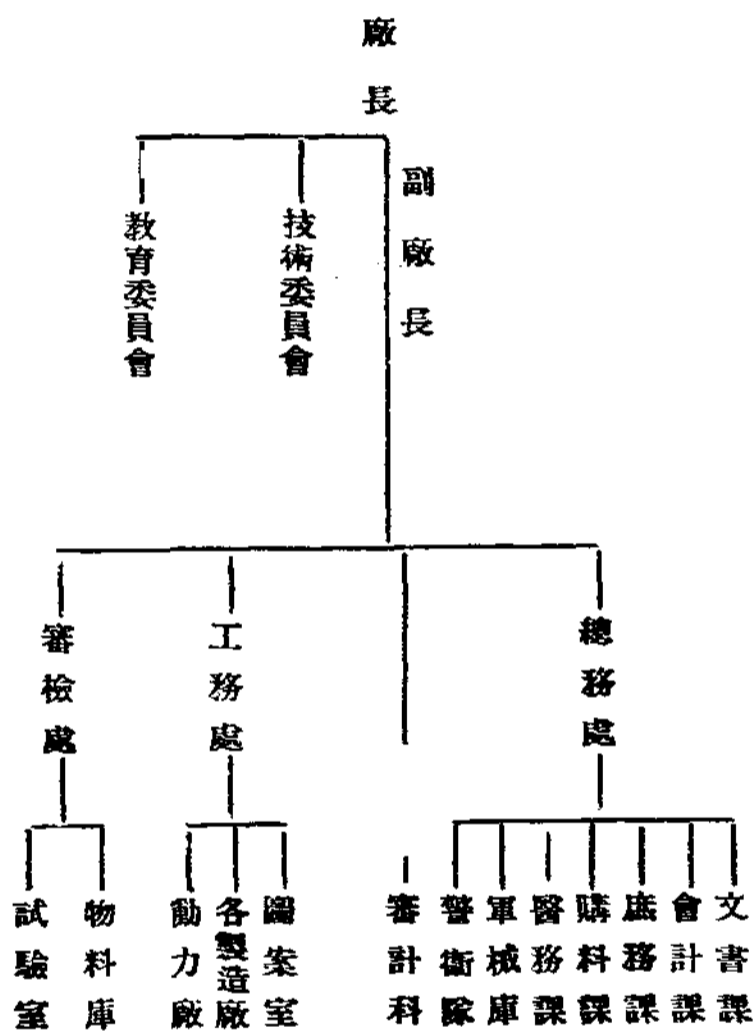 廠長
副廠長
技術委員會
教育委員會
總務處
工務處
審檢處
文書課
會計課
庶務課
購料課
醫務課
軍械庫
警衛隊
審計科
圖案室
各製造廠
動力廠
物料庫
試驗室